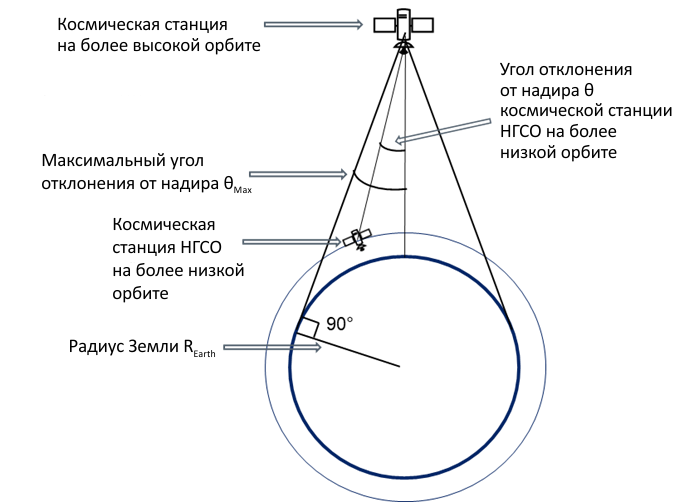 Космическая станция
на более высокой орбите
Угол отклонения
от надира θ
космической станции
НГСО на более
низкой орбите
Максимальный угол
отклонения от надира θMax
Космическая
станция НГСО
на более низкой
орбите
90°
Радиус Земли REarth